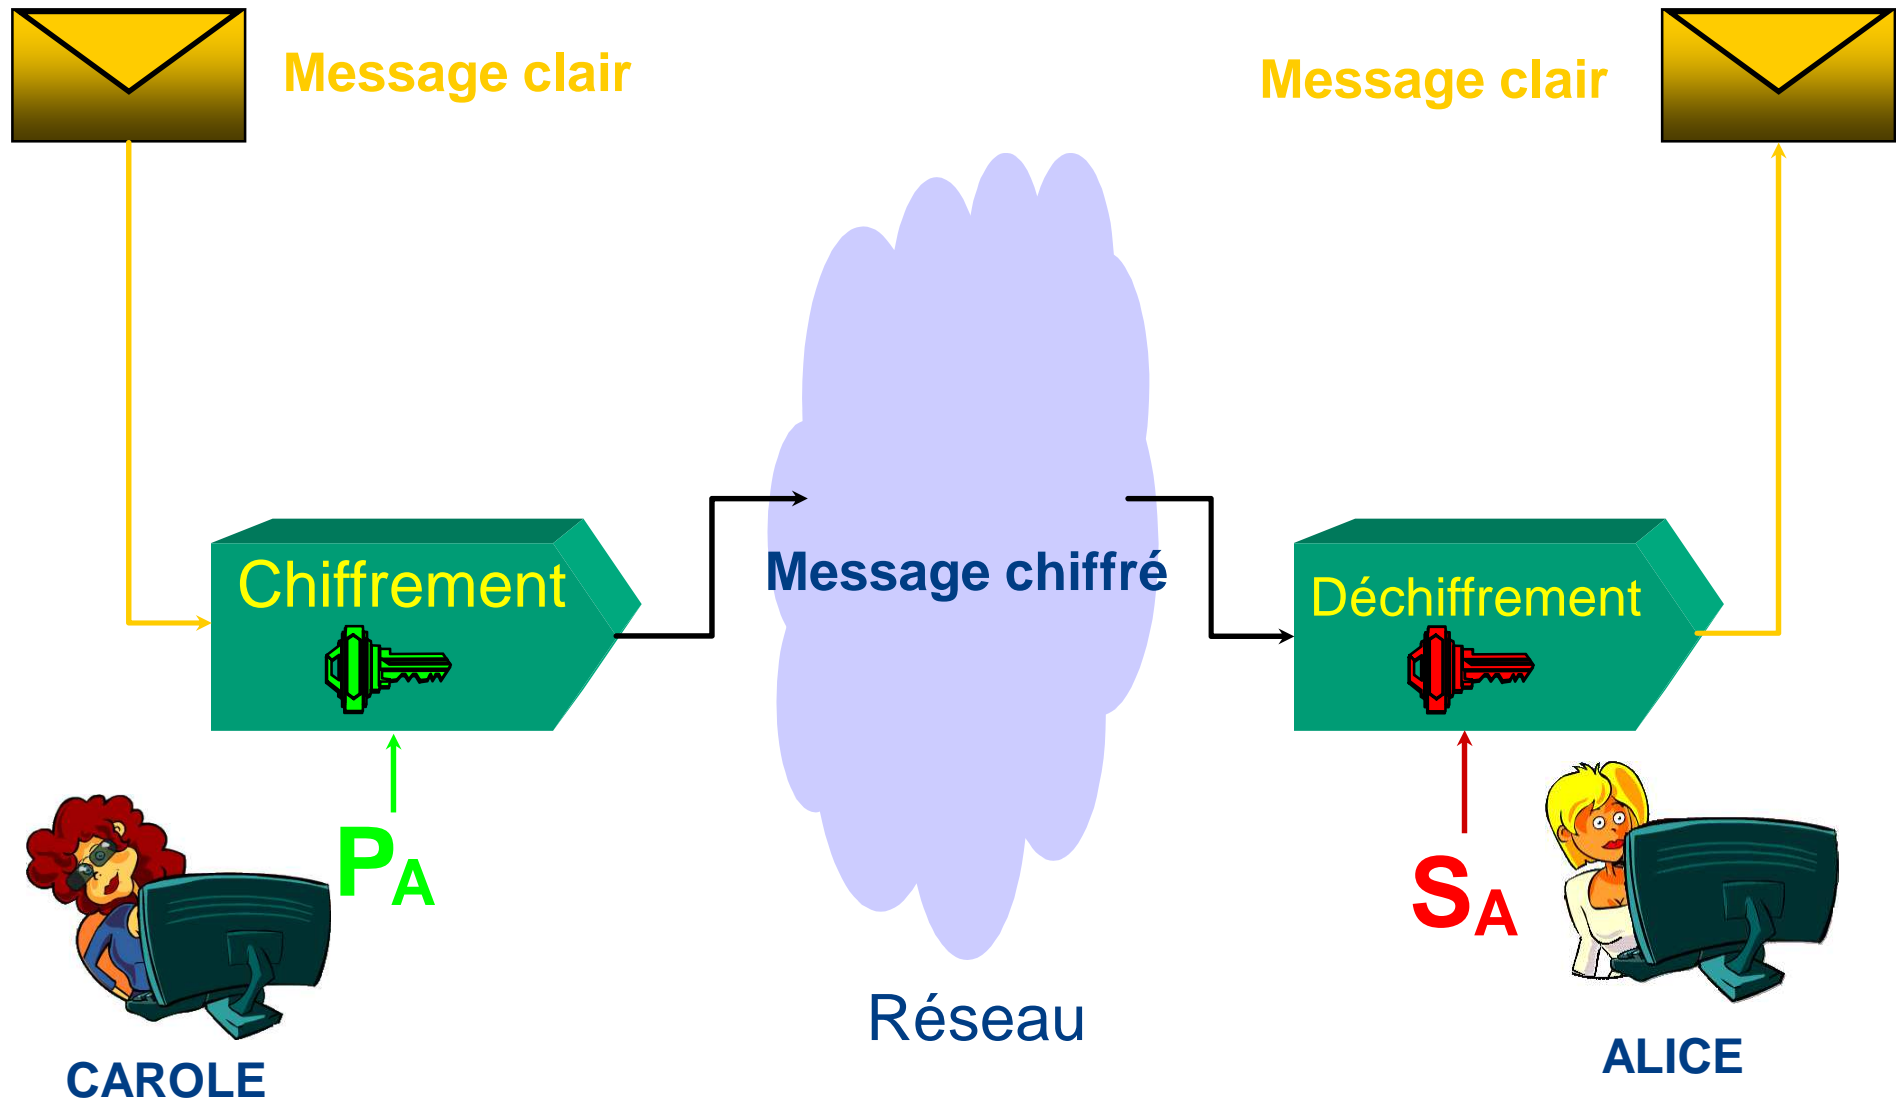 Message clair
Message clair
Chiffrement
Message chiffré
Déchiffrement
PA
SA
Réseau
CAROLE
ALICE